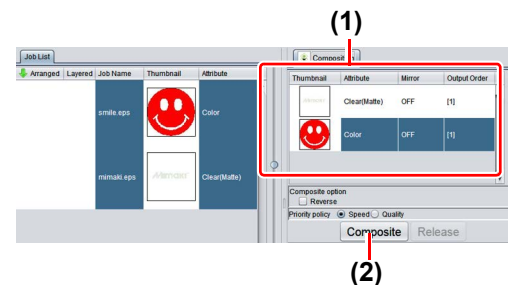 (1)
Job List
Composition
Arranged Layered Job Name Thumbnail Attribute
Thumbnail Attribute Mirror Output Order
Clear(Matte) OFF [1]
smile.eps Color
Color OFF [1]
mimaki.eps Mimaki Clear(Matte)
Composite option
Reverse
Priority policy Speed Quality
Composite Release
(2)